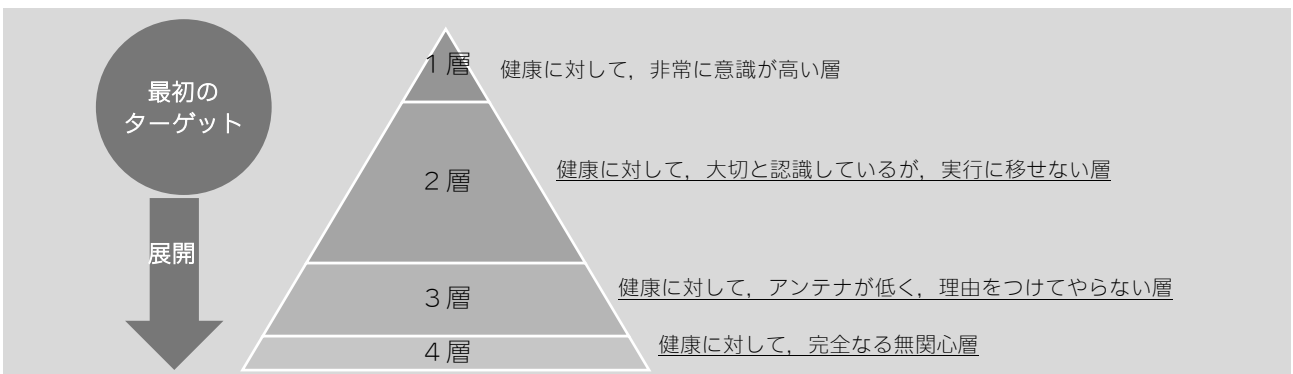 最初の
ターゲット
展開
1層
健康に対して，非常に意識が高い層
2層
健康に対して，大切と認識しているが，実行に移せない層
3層
健康に対して，アンテナが低く，理由をつけてやらない層
4層
健康に対して，完全なる無関心層